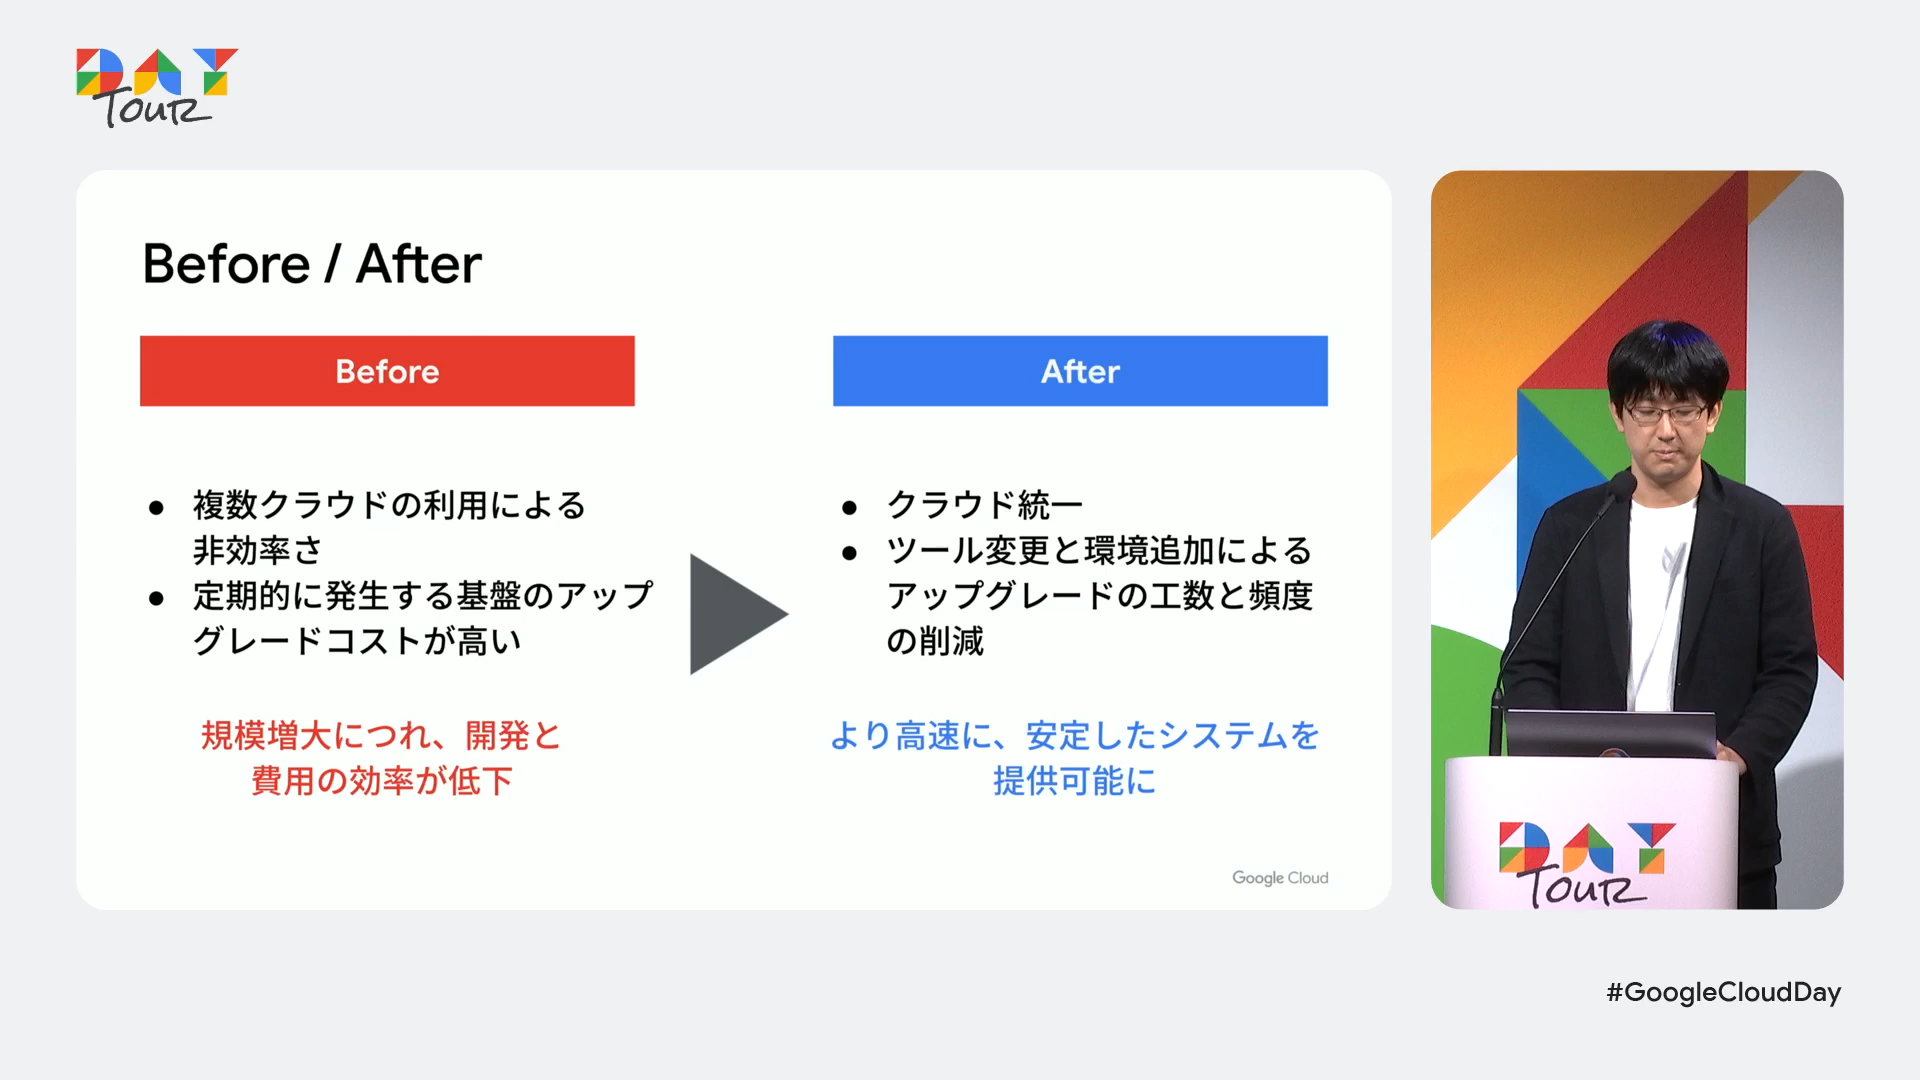 DAY
Tour
Before / After
Before
● 複数クラウドの利用による
非効率さ
● 定期的に発生する基盤のアップ
グレードコストが高い
規模増大につれ、開発と
費用の効率が低下
After
● クラウド統一
● ツール変更と環境追加による
アップグレードの工数と頻度
の削減
より高速に、安定したシステムを
提供可能に
Google Cloud
DAY
Tour
#GoogleCloudDay